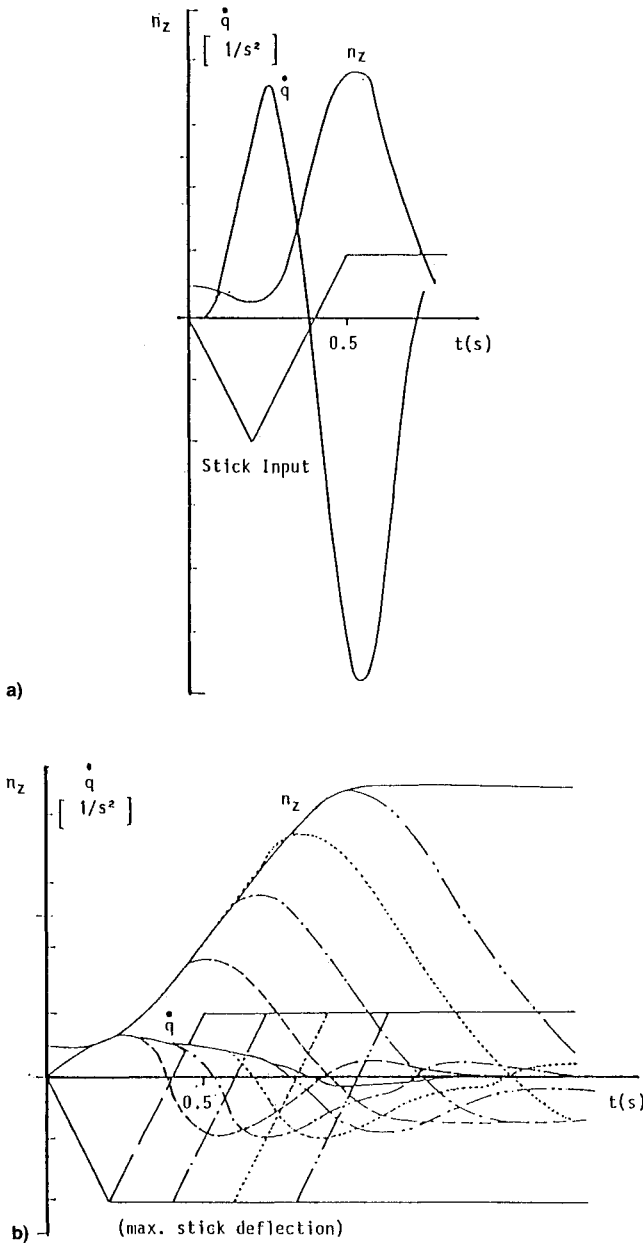 n_z q̇
[ 1/s² ]
n_z
q̇
0.5
t(s)
Stick Input
a)
n_z q̇
[ 1/s² ]
n_z
q̇
0.5
t(s)
(max. stick deflection)
b)